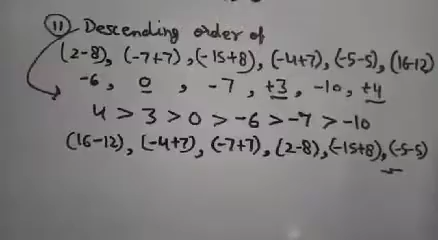 (11) Descending order of
(2-8), (-7+7), (-15+8), (-4+7), (-5-5), (16-12)
-6, 0, -7, +3, -10, +4
4 > 3 > 0 > -6 > -7 > -10
(16-12), (-4+7), (-7+7), (2-8), (-15+8), (-5-5)